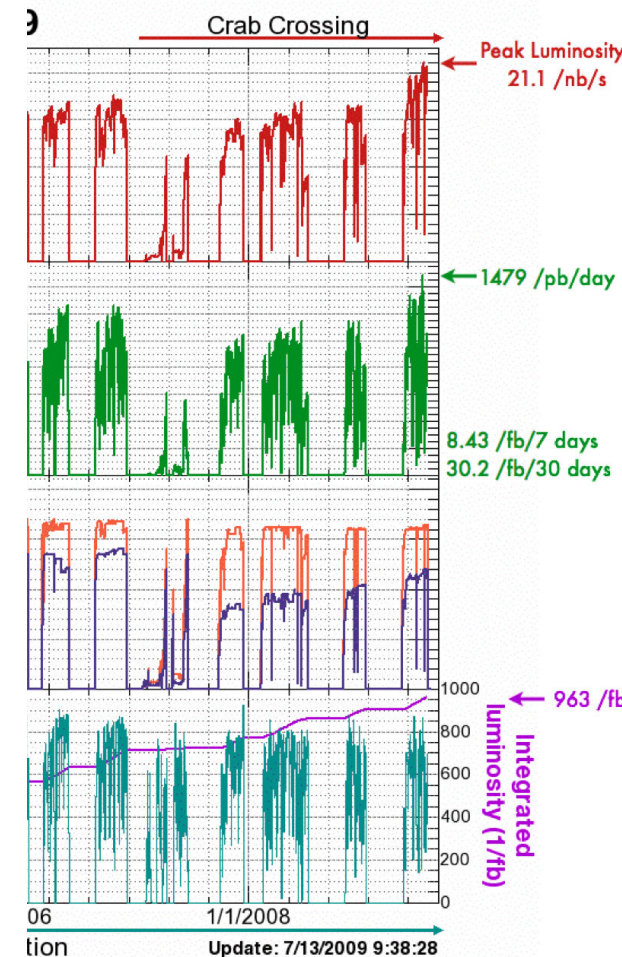 9
Crab Crossing
Peak Luminosity
21.1 /nb/s
1479 /pb/day
8.43 /fb/7 days
30.2 /fb/30 days
1000
963 /fb
800
600
400
200
0
Integrated
luminosity (1/fb)
06
1/1/2008
tion
Update: 7/13/2009 9:38:28